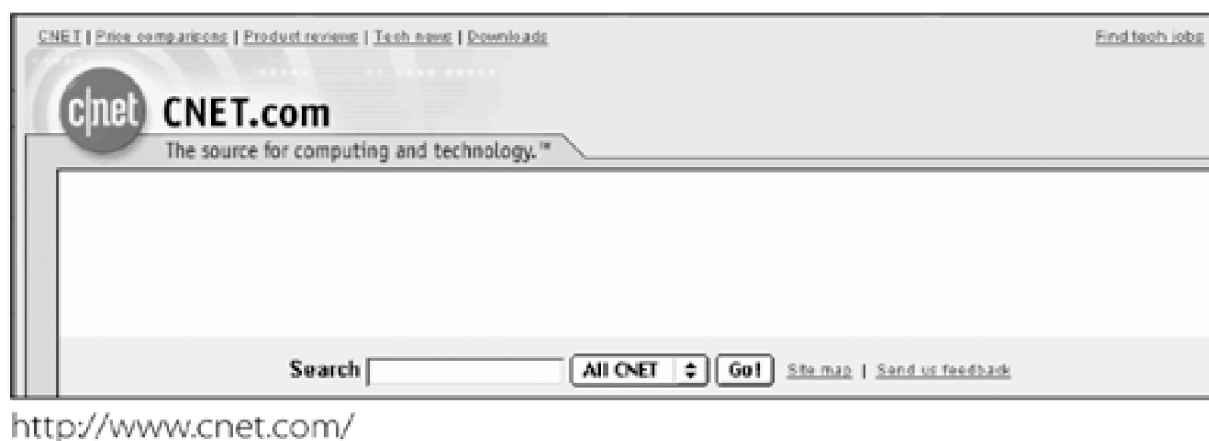 CNET | Price comparisons | Product reviews | Tech news | Downloads Find tech jobs
c|net CNET.com
The source for computing and technology.™
Search All CNET Go! Site map | Send us feedback
http://www.cnet.com/